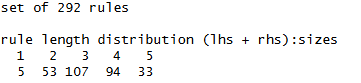 set of 292 rules
rule length distribution (lhs + rhs):sizes
1 2 3 4 5
5 53 107 94 33